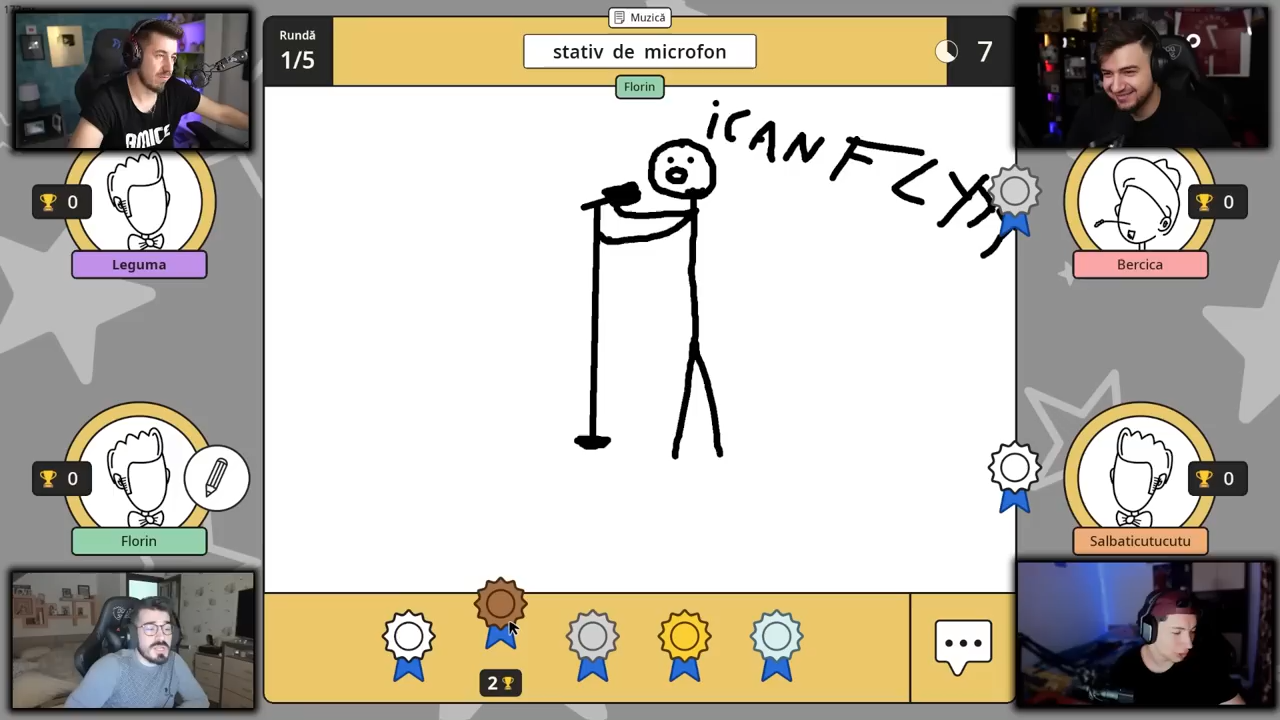 Muzică
Rundă
1/5
stativ de microfon
7
Florin
iCAN FLY
AMICE
0
Leguma
0
Bercica
0
Florin
0
Salbaticutucutu
2